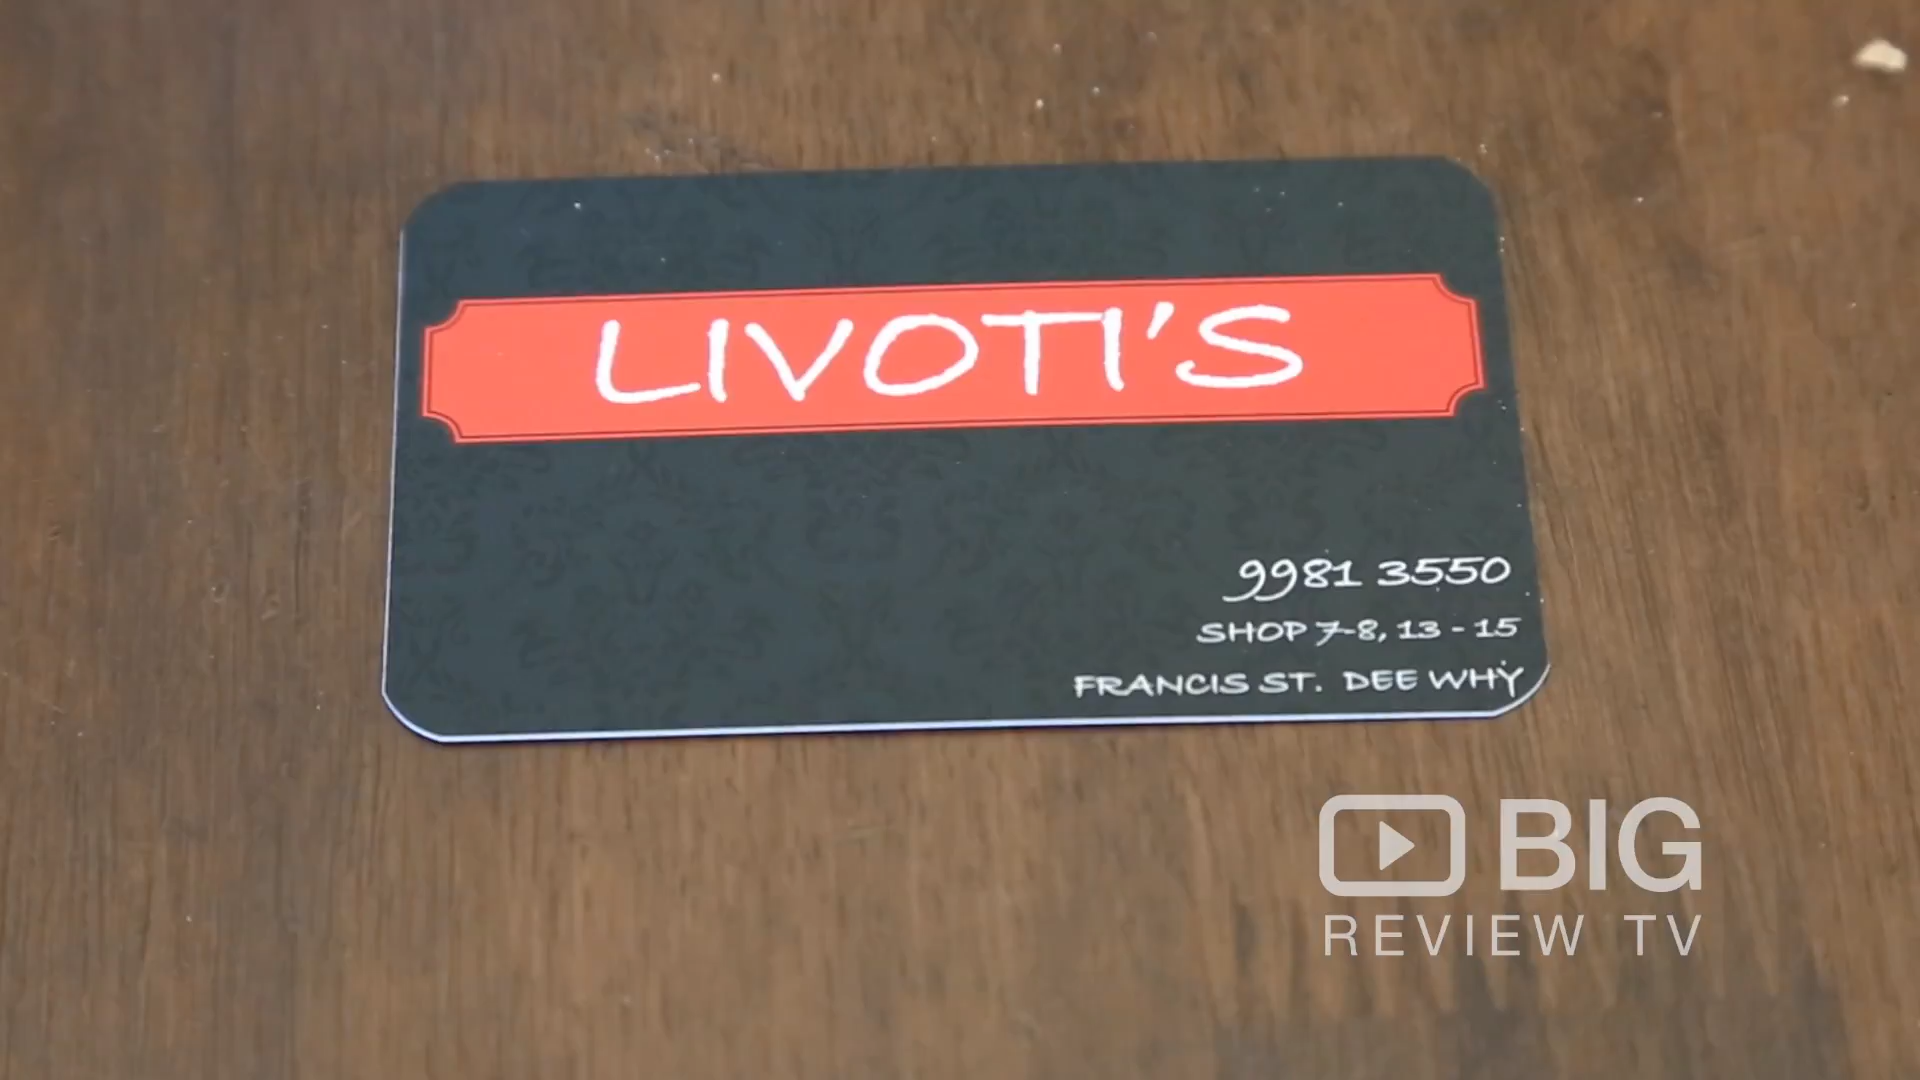 LIVOTI'S
9981 3550
SHOP 7-8, 13 - 15
FRANCIS ST. DEE WHY
BIG
REVIEW TV